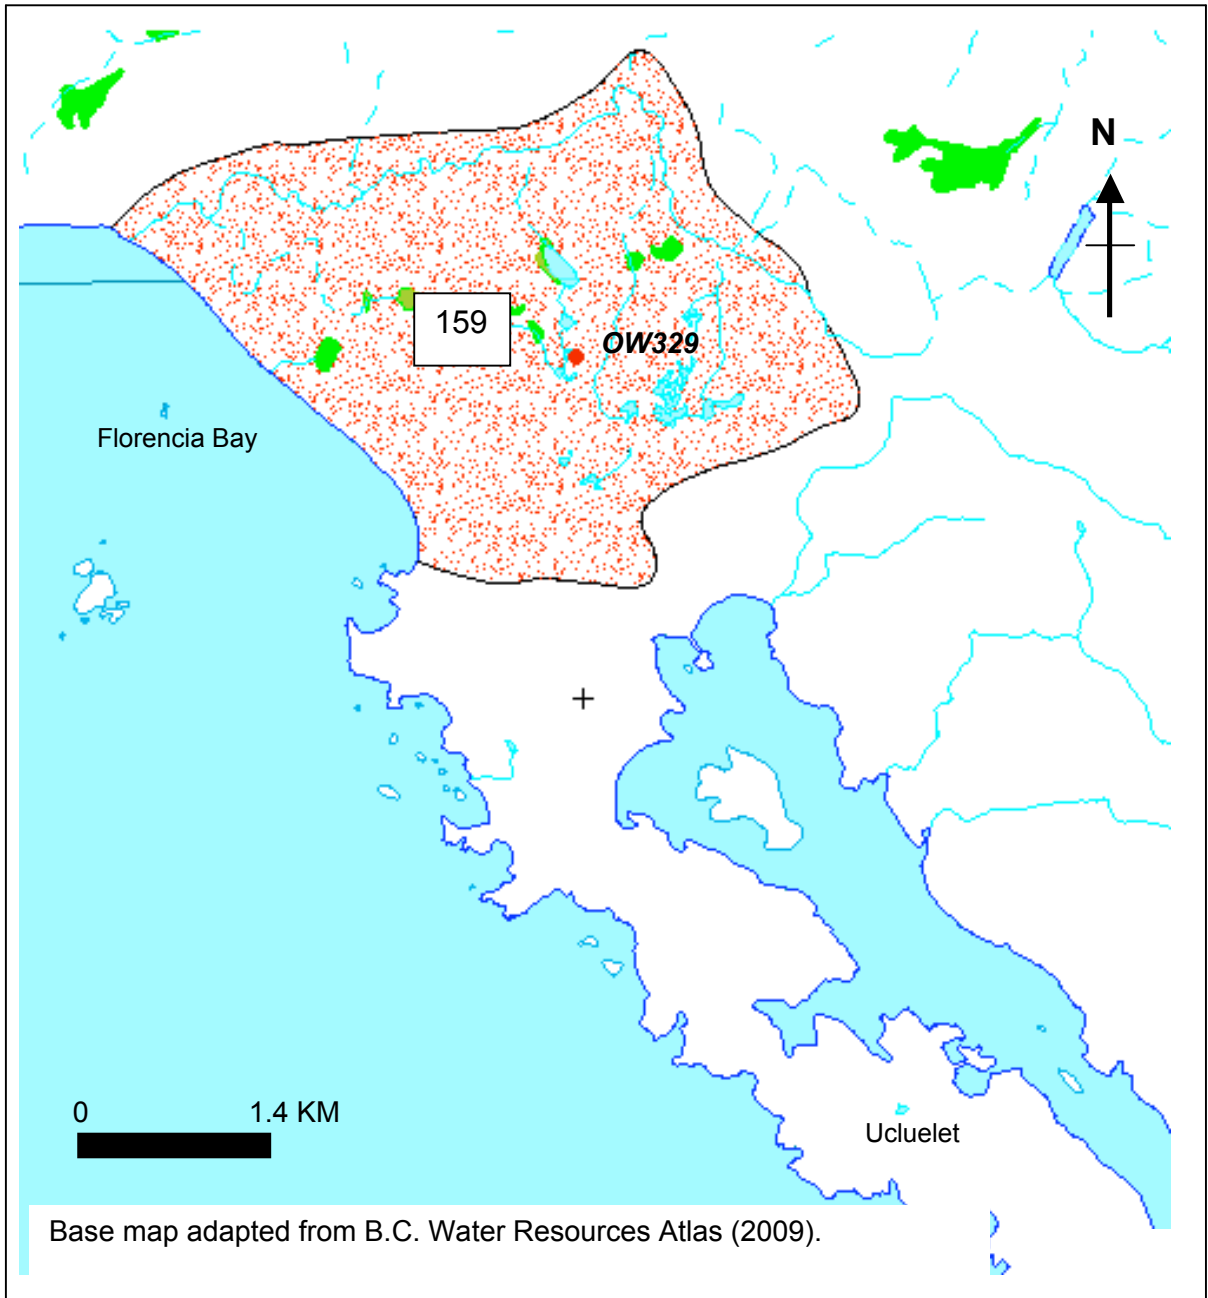 N
159
OW329
Florencia Bay
0 1.4 KM
Ucluelet
Base map adapted from B.C. Water Resources Atlas (2009).